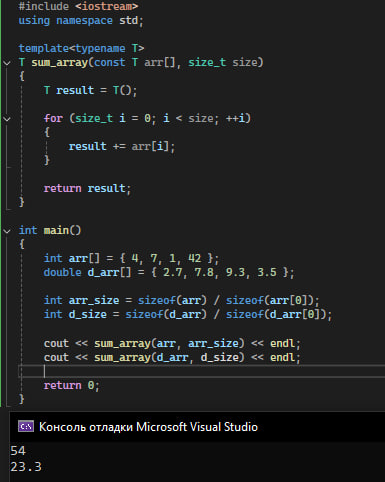 #include <iostream>
using namespace std;
template<typename T>
T sum_array(const T arr[], size_t size)
{
T result = T();
for (size_t i = 0; i < size; ++i)
{
result += arr[i];
}
return result;
}
int main()
{
int arr[] = { 4, 7, 1, 42 };
double d_arr[] = { 2.7, 7.8, 9.3, 3.5 };
int arr_size = sizeof(arr) / sizeof(arr[0]);
int d_size = sizeof(d_arr) / sizeof(d_arr[0]);
cout << sum_array(arr, arr_size) << endl;
cout << sum_array(d_arr, d_size) << endl;
return 0;
}
Консоль отладки Microsoft Visual Studio
54
23.3